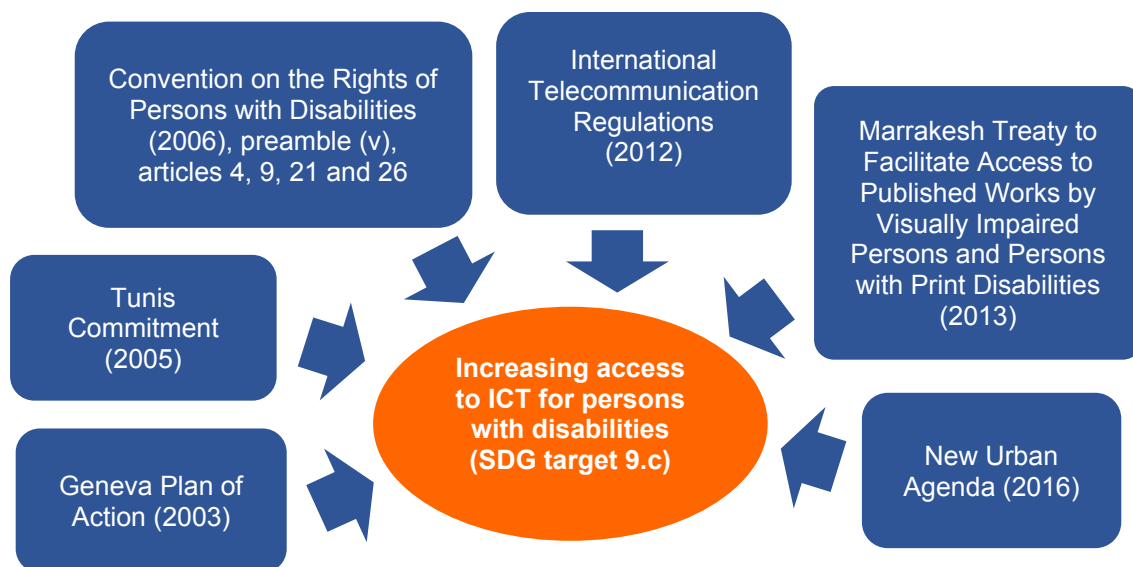 Convention on the Rights of
Persons with Disabilities
(2006), preamble (v),
articles 4, 9, 21 and 26
International
Telecommunication
Regulations
(2012)
Marrakesh Treaty to
Facilitate Access to
Published Works by
Visually Impaired
Persons and Persons
with Print Disabilities
(2013)
Tunis
Commitment
(2005)
Increasing access
to ICT for persons
with disabilities
(SDG target 9.c)
Geneva Plan of
Action (2003)
New Urban
Agenda (2016)